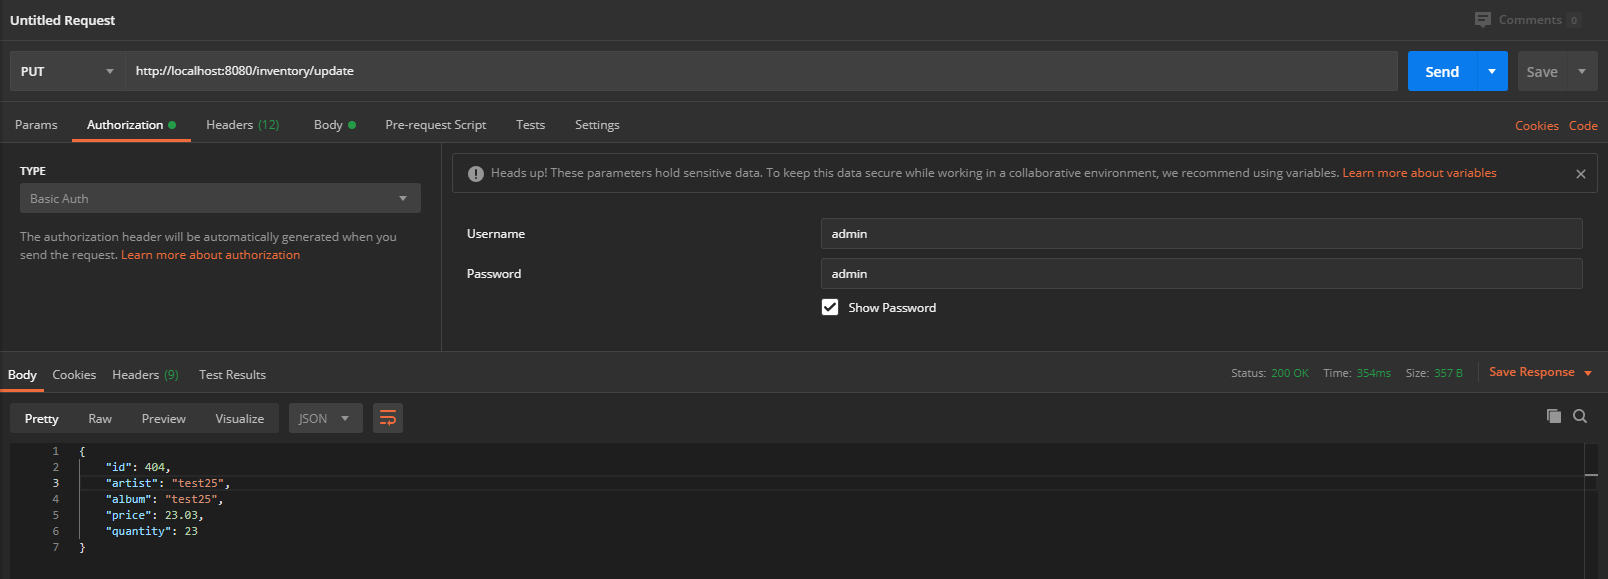 Untitled Request
Comments 0
PUT http://localhost:8080/inventory/update Send Save
Params Authorization Headers (12) Body Pre-request Script Tests Settings Cookies Code
TYPE
Basic Auth
The authorization header will be automatically generated when you
send the request. Learn more about authorization
Heads up! These parameters hold sensitive data. To keep this data secure while working in a collaborative environment, we recommend using variables. Learn more about variables
Username admin
Password admin
Show Password
Body Cookies Headers (9) Test Results Status: 200 OK Time: 354ms Size: 357 B Save Response
Pretty Raw Preview Visualize JSON
1 {
2 "id": 404,
3 "artist": "test25",
4 "album": "test25",
5 "price": 23.03,
6 "quantity": 23
7 }